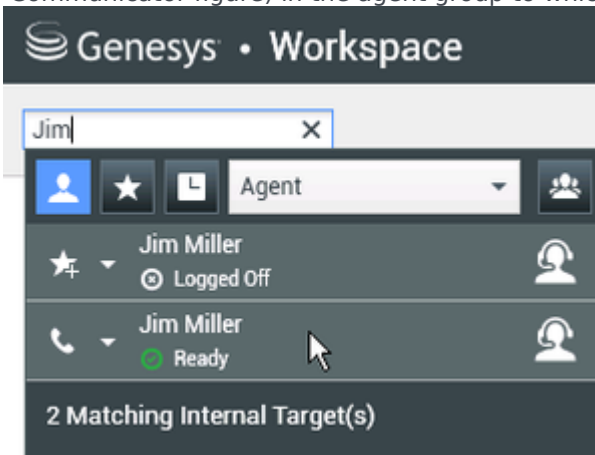 Communicator figure, in the agent group to whic
Genesys • Workspace
Jim
Agent
Jim Miller
Logged Off
Jim Miller
Ready
2 Matching Internal Target(s)